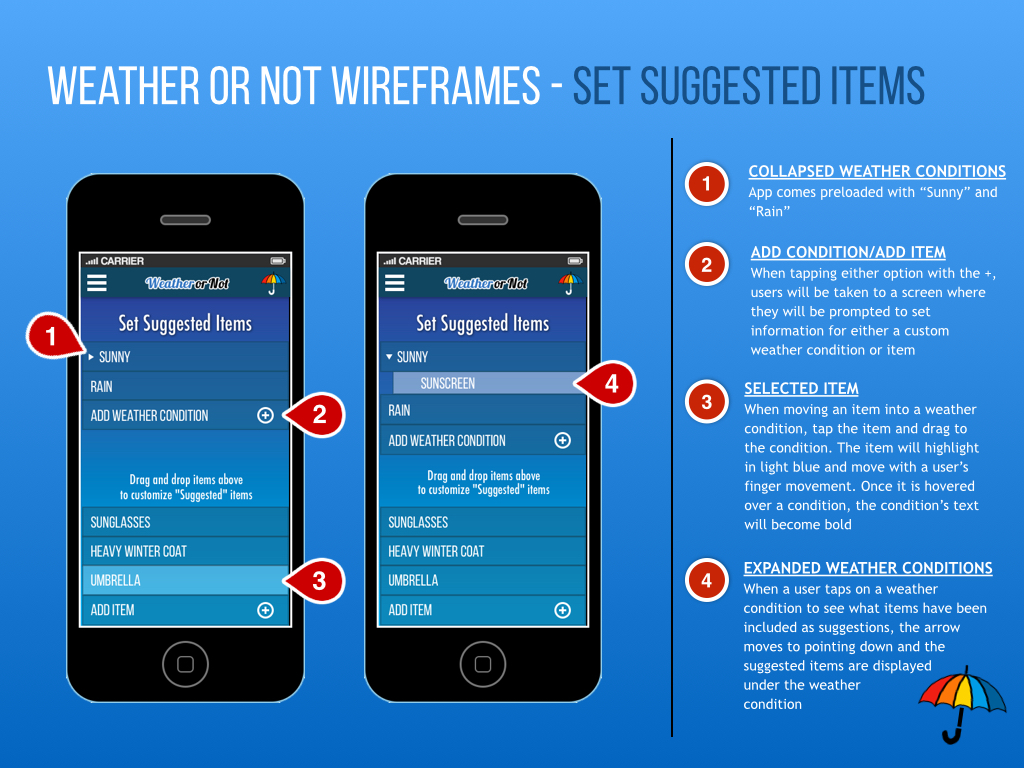 WEATHER OR NOT WIREFRAMES - SET SUGGESTED ITEMS
CARRIER
Weather or Not
Set Suggested Items
SUNNY
RAIN
ADD WEATHER CONDITION
Drag and drop items above
to customize "Suggested" items
SUNGLASSES
HEAVY WINTER COAT
UMBRELLA
ADD ITEM
1
2
3
CARRIER
Weather or Not
Set Suggested Items
SUNNY
SUNSCREEN
RAIN
ADD WEATHER CONDITION
Drag and drop items above
to customize "Suggested" items
SUNGLASSES
HEAVY WINTER COAT
UMBRELLA
ADD ITEM
4
1
COLLAPSED WEATHER CONDITIONS
App comes preloaded with “Sunny” and
“Rain”
2
ADD CONDITION/ADD ITEM
When tapping either option with the +,
users will be taken to a screen where
they will be prompted to set
information for either a custom
weather condition or item
3
SELECTED ITEM
When moving an item into a weather
condition, tap the item and drag to
the condition. The item will highlight
in light blue and move with a user’s
finger movement. Once it is hovered
over a condition, the condition’s text
will become bold
4
EXPANDED WEATHER CONDITIONS
When a user taps on a weather
condition to see what items have been
included as suggestions, the arrow
moves to pointing down and the
suggested items are displayed
under the weather
condition